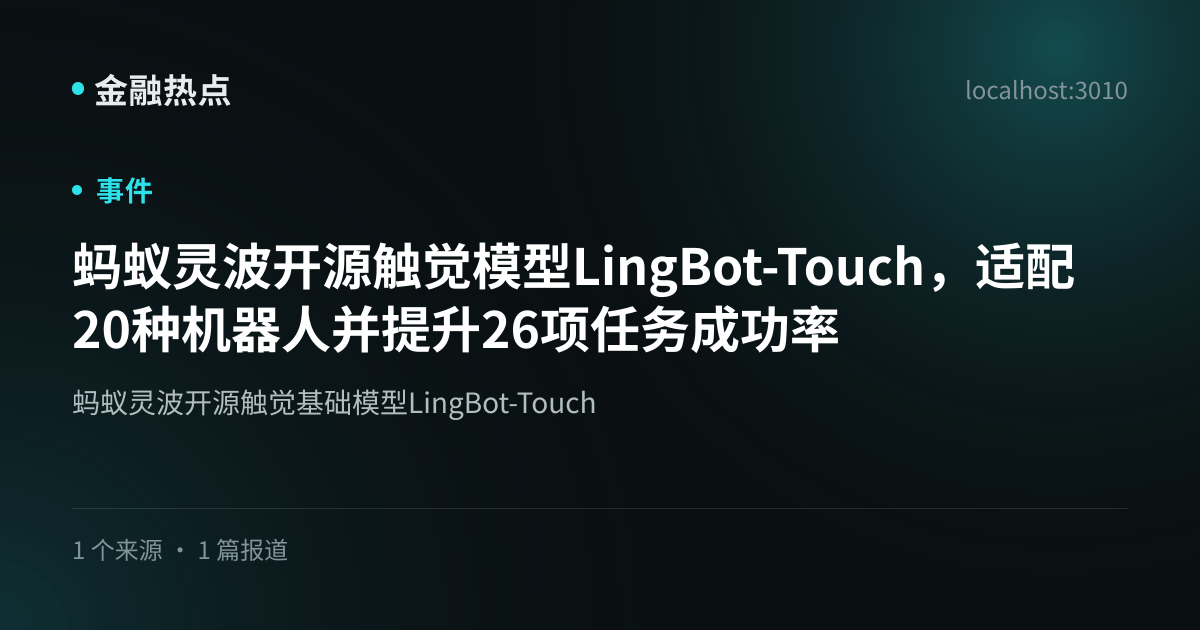 金融热点
localhost:3010
事件
蚂蚁灵波开源触觉模型LingBot-Touch，适配
20种机器人并提升26项任务成功率
蚂蚁灵波开源触觉基础模型LingBot-Touch
1 个来源 · 1 篇报道